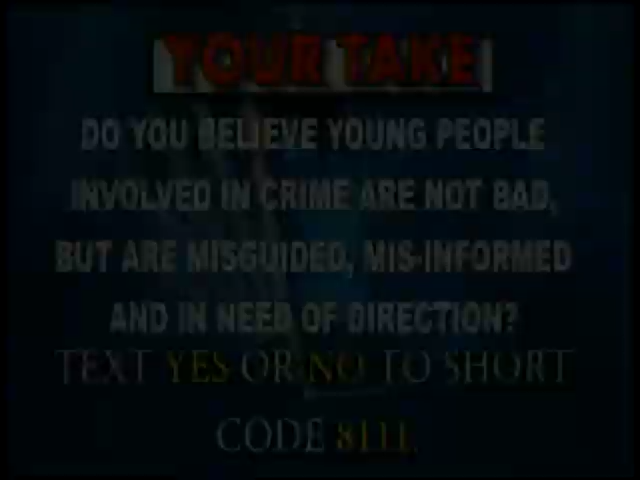 YOUR TAKE
DO YOU BELIEVE YOUNG PEOPLE
INVOLVED IN CRIME ARE NOT BAD,
BUT ARE MISGUIDED, MIS-INFORMED
AND IN NEED OF DIRECTION?
TEXT YES OR NO TO SHORT
CODE 8111.